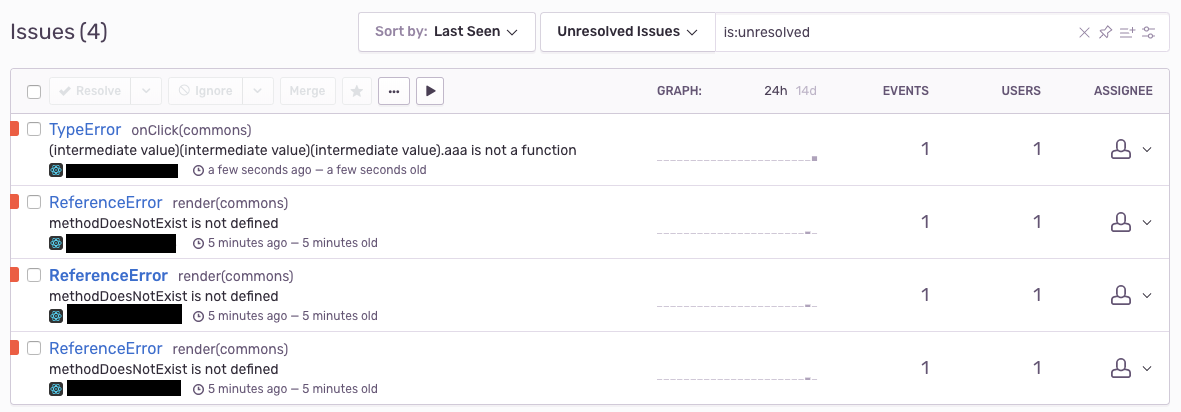 Issues (4)
Sort by: Last Seen
Unresolved Issues
is:unresolved
Resolve
Ignore
Merge
GRAPH: 24h 14d
EVENTS
USERS
ASSIGNEE
TypeError onClick(commons)
(intermediate value)(intermediate value)(intermediate value).aaa is not a function
a few seconds ago — a few seconds old
1 1
ReferenceError render(commons)
methodDoesNotExist is not defined
5 minutes ago — 5 minutes old
1 1
ReferenceError render(commons)
methodDoesNotExist is not defined
5 minutes ago — 5 minutes old
1 1
ReferenceError render(commons)
methodDoesNotExist is not defined
5 minutes ago — 5 minutes old
1 1